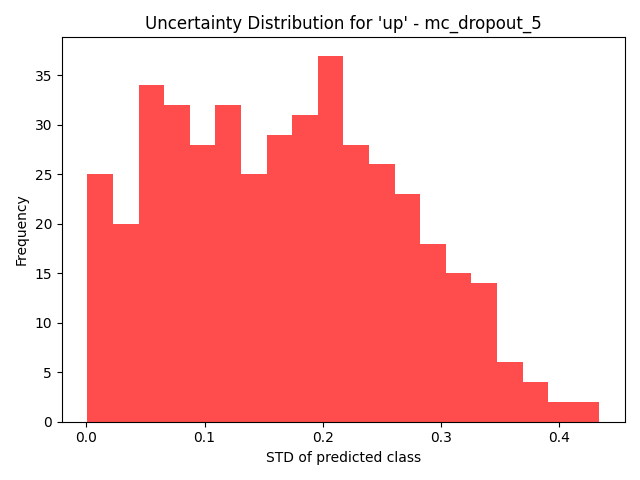 Uncertainty Distribution for 'up' - mc_dropout_5
35
30
25
20
15
10
5
0
Frequency
0.0 0.1 0.2 0.3 0.4
STD of predicted class